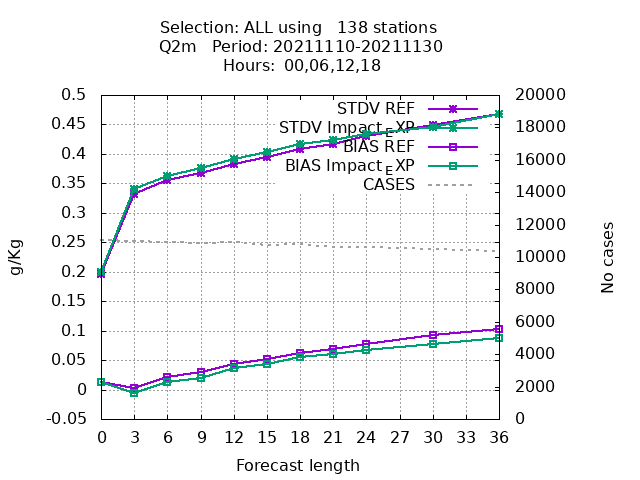 Selection: ALL using   138 stations
Q2m   Period: 20211110-20211130
Hours: 00,06,12,18
STDV REF
STDV Impact_EXP
BIAS REF
BIAS Impact_EXP
CASES
0.5
0.45
0.4
0.35
0.3
0.25
0.2
0.15
0.1
0.05
0
-0.05
g/Kg
20000
18000
16000
14000
12000
10000
8000
6000
4000
2000
0
No cases
0 3 6 9 12 15 18 21 24 27 30 33 36
Forecast length